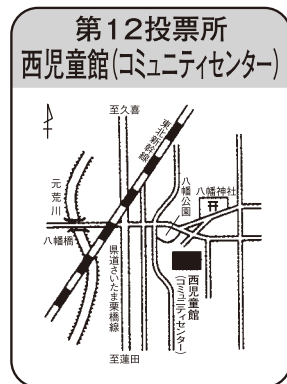 第12投票所
西児童館(コミュニティセンター)
至久喜
東北新幹線
元荒川
八幡公園
八幡神社
八幡橋
県道さいたま栗橋線
西児童館
(コミュニティセンター)
至蓮田